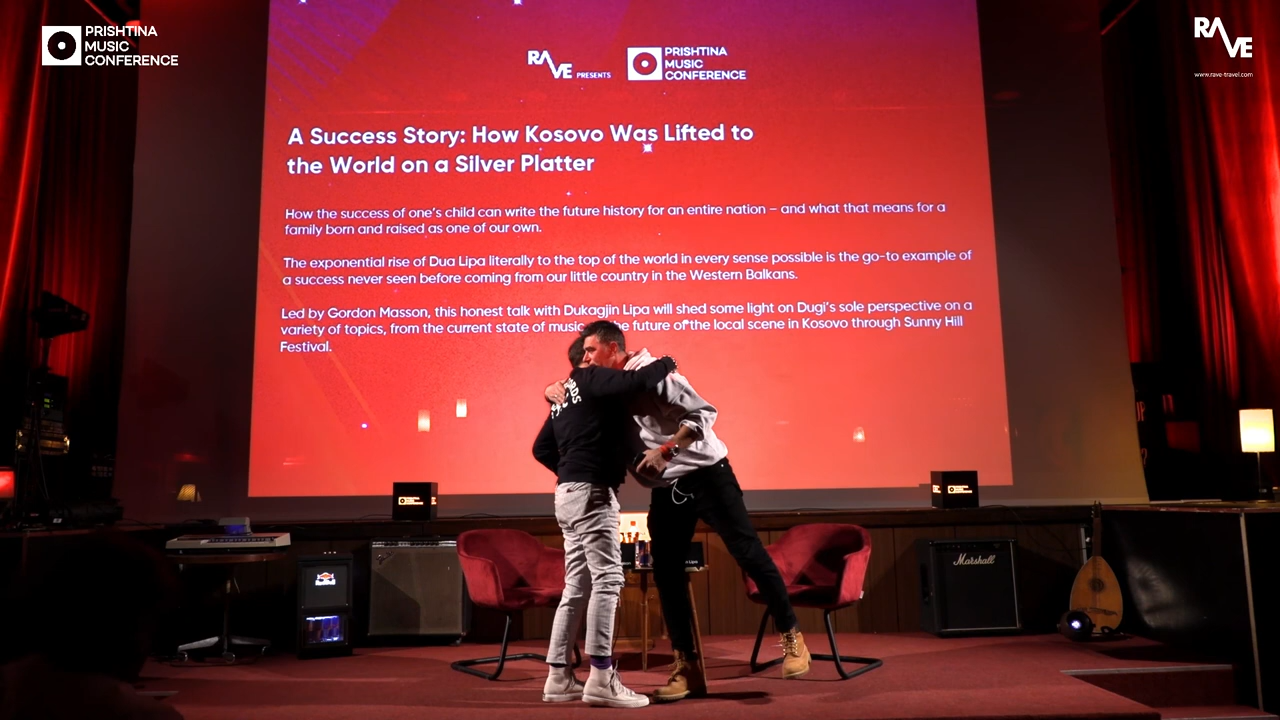 PRISHTINA
MUSIC
CONFERENCE
RAVE
www.rave-travel.com
RAVE PRESENTS
PRISHTINA
MUSIC
CONFERENCE
A Success Story: How Kosovo Was Lifted to
the World on a Silver Platter
How the success of one's child can write the future history for an entire nation – and what that means for a
family born and raised as one of our own.
The exponential rise of Dua Lipa literally to the top of the world in every sense possible is the go-to example of
a success never seen before coming from our little country in the Western Balkans.
Led by Gordon Masson, this honest talk with Dukagjin Lipa will shed some light on Dugi's sole perspective on a
variety of topics, from the current state of music future of the local scene in Kosovo through Sunny Hill
Festival.
Marshall